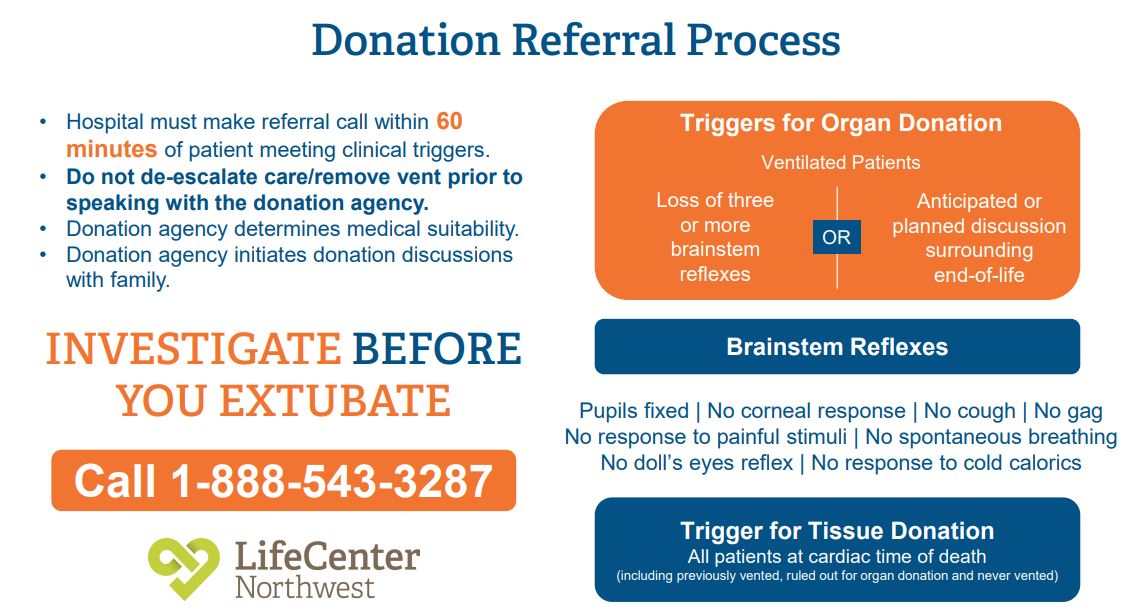 Donation Referral Process
• Hospital must make referral call within 60
minutes of patient meeting clinical triggers.
• Do not de-escalate care/remove vent prior to
speaking with the donation agency.
• Donation agency determines medical suitability.
• Donation agency initiates donation discussions
with family.
INVESTIGATE BEFORE
YOU EXTUBATE
Call 1-888-543-3287
LifeCenter
Northwest
Triggers for Organ Donation
Ventilated Patients
Loss of three
or more
brainstem
reflexes
OR
Anticipated or
planned discussion
surrounding
end-of-life
Brainstem Reflexes
Pupils fixed | No corneal response | No cough | No gag
No response to painful stimuli | No spontaneous breathing
No doll's eyes reflex | No response to cold calorics
Trigger for Tissue Donation
All patients at cardiac time of death
(including previously vented, ruled out for organ donation and never vented)